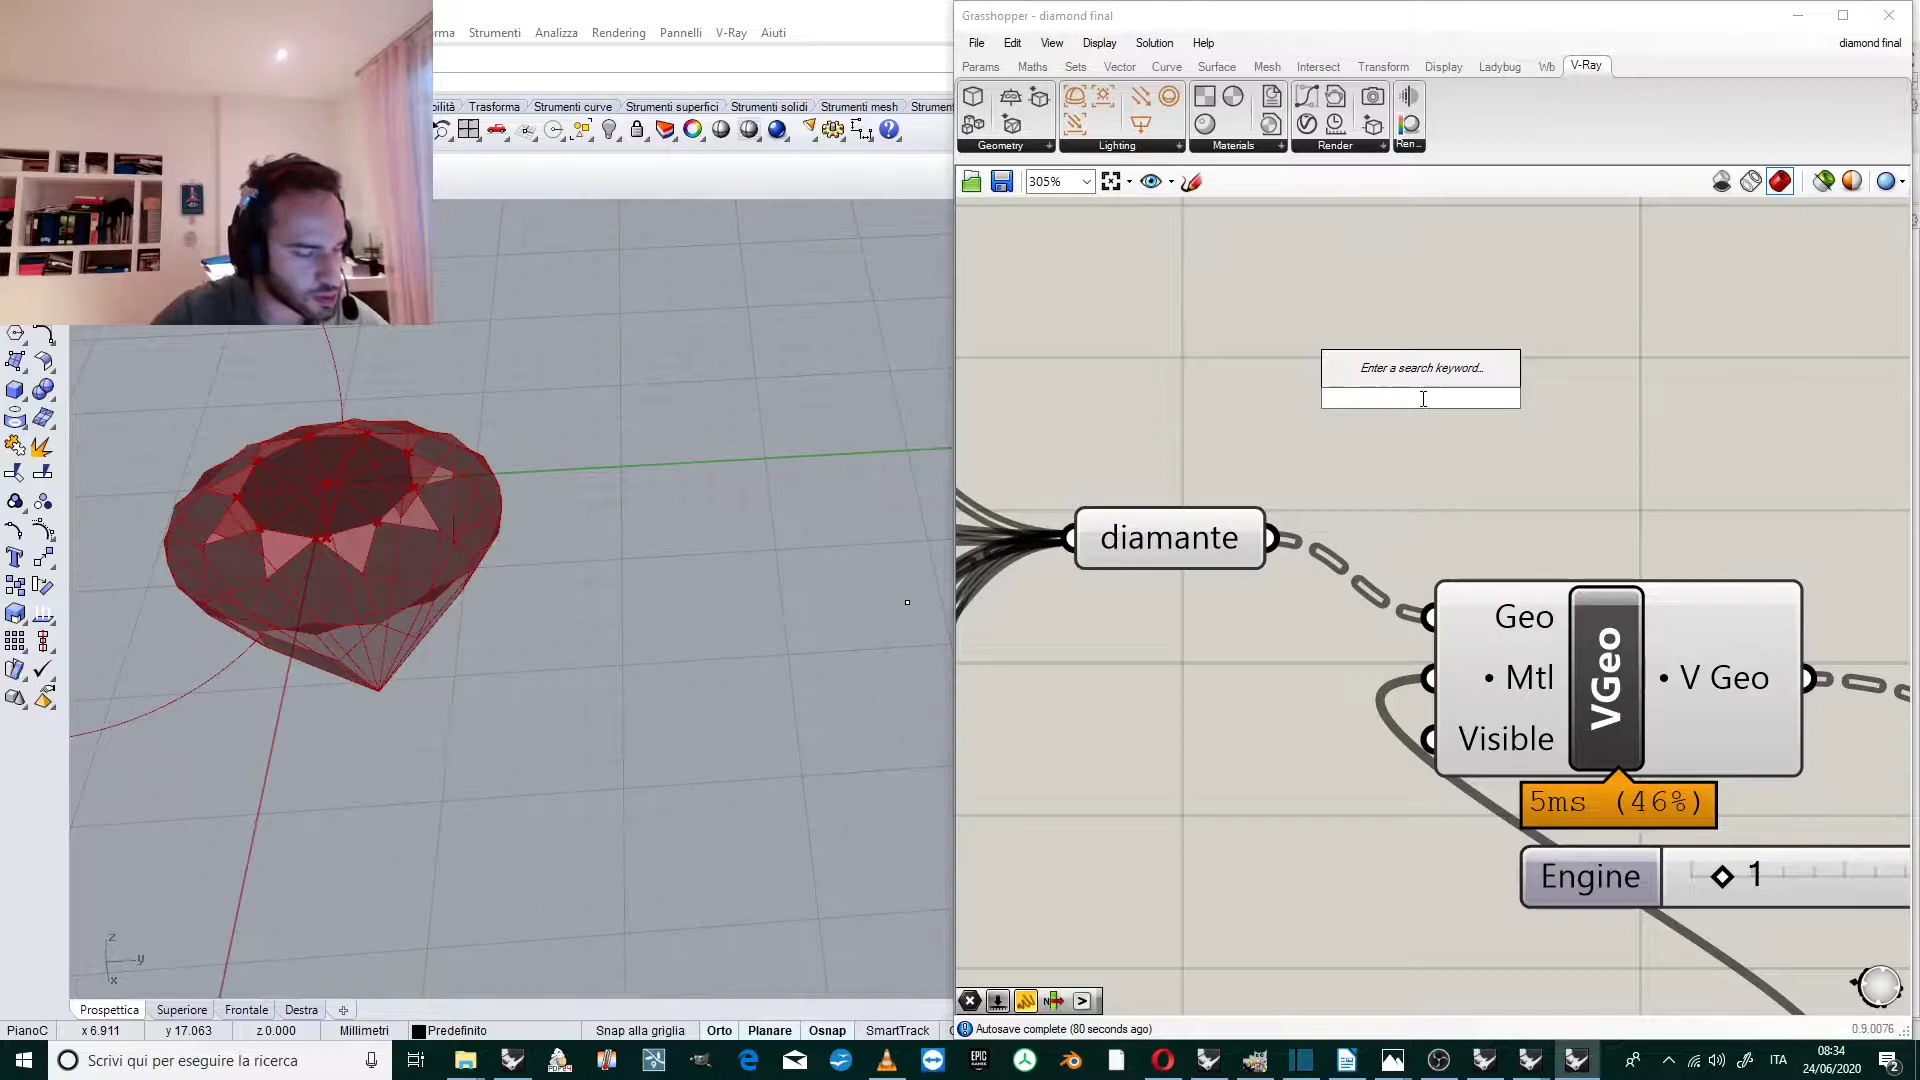 rma Strumenti Analizza Rendering Pannelli V-Ray Aiuti
bilità Trasforma Strumenti curve Strumenti superfici Strumenti solidi Strumenti mesh Strument
Grasshopper - diamond final
File Edit View Display Solution Help
diamond final
Params Maths Sets Vector Curve Surface Mesh Intersect Transform Display Ladybug Wb V-Ray
Geometry Lighting Materials Render Ren...
305%
Enter a search keyword...
diamante
Geo
Mtl
Visible
VGeo
V Geo
5ms (46%)
Engine 1
z
y
x
Prospettica Superiore Frontale Destra
PianoC x 6.911 y 17.063 z 0.000 Millimetri Predefinito Snap alla griglia Orto Planare Osnap SmartTrack
Autosave complete (80 seconds ago)
0.9.0076
Scrivi qui per eseguire la ricerca
EPIC GAMES
ITA
08:34
24/06/2020
2